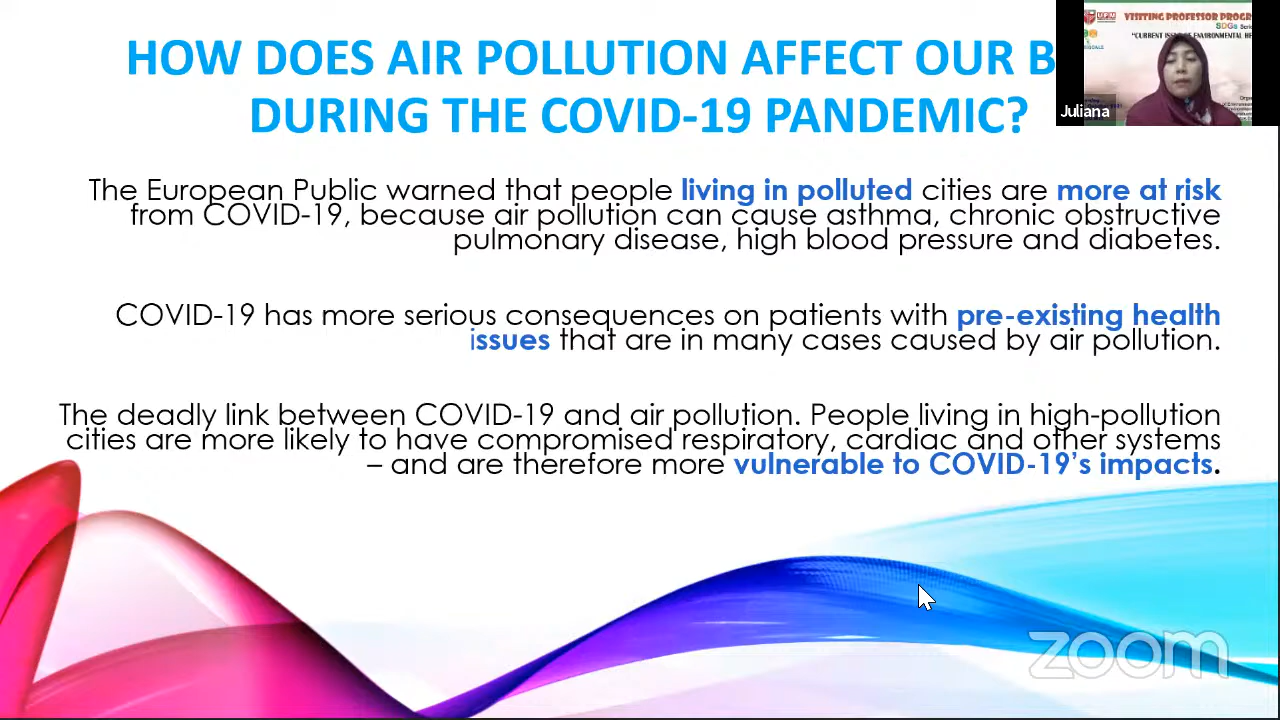 HOW DOES AIR POLLUTION AFFECT OUR
DURING THE COVID-19 PANDEMIC?
The European Public warned that people living in polluted cities are more at risk
from COVID-19, because air pollution can cause asthma, chronic obstructive
pulmonary disease, high blood pressure and diabetes.
COVID-19 has more serious consequences on patients with pre-existing health
issues that are in many cases caused by air pollution.
The deadly link between COVID-19 and air pollution. People living in high-pollution
cities are more likely to have compromised respiratory, cardiac and other systems
– and are therefore more vulnerable to COVID-19's impacts.
UPM VISITING PROFESSOR
SDGs
"CURRENT OF ENVIRONMENTAL
Juliana
zoom